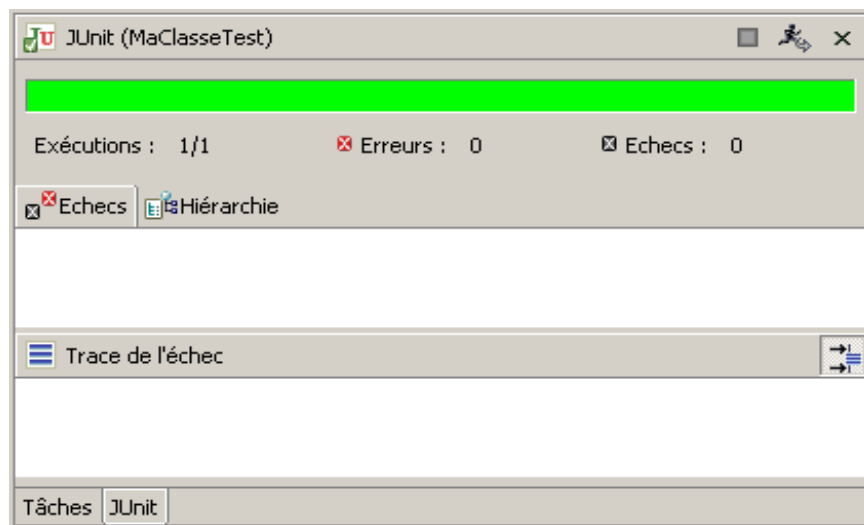 JUnit (MaClasseTest)
Exécutions : 1/1 Erreurs : 0 Echecs : 0
Echecs Hiérarchie
Trace de l'échec
Tâches JUnit